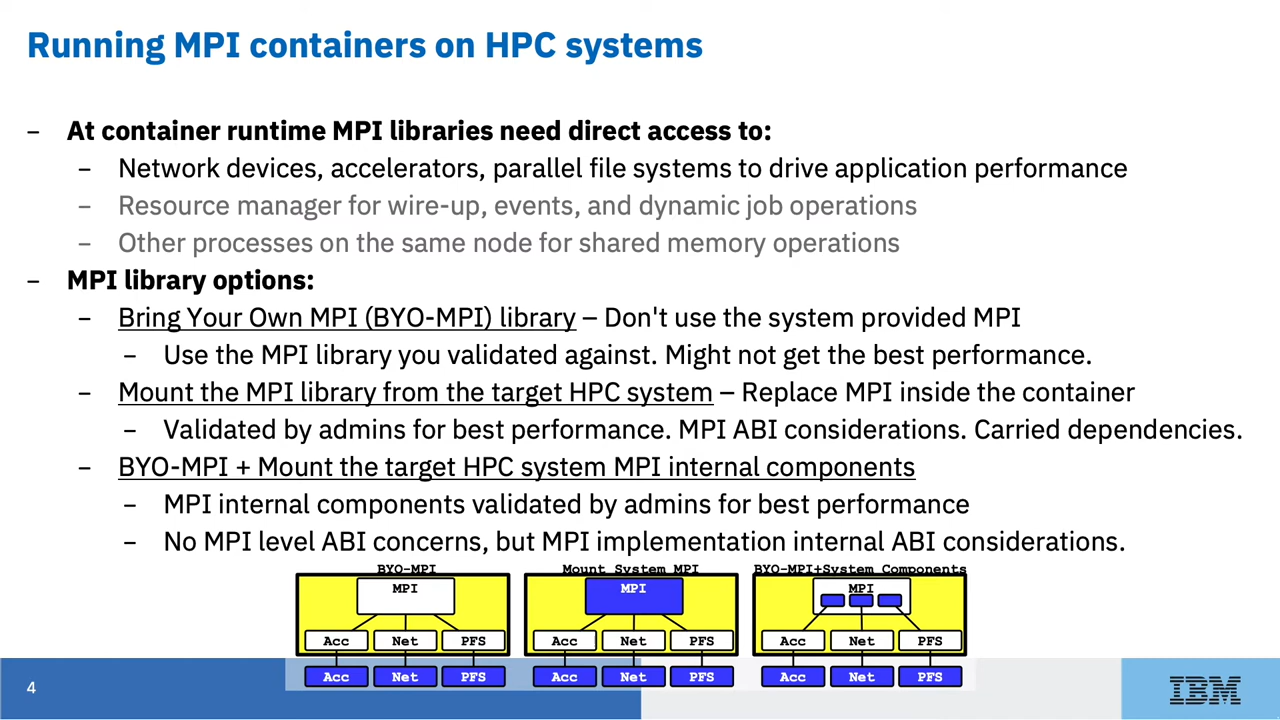 Running MPI containers on HPC systems
– At container runtime MPI libraries need direct access to:
– Network devices, accelerators, parallel file systems to drive application performance
– Resource manager for wire-up, events, and dynamic job operations
– Other processes on the same node for shared memory operations
– MPI library options:
– Bring Your Own MPI (BYO-MPI) library – Don't use the system provided MPI
– Use the MPI library you validated against. Might not get the best performance.
– Mount the MPI library from the target HPC system – Replace MPI inside the container
– Validated by admins for best performance. MPI ABI considerations. Carried dependencies.
– BYO-MPI + Mount the target HPC system MPI internal components
– MPI internal components validated by admins for best performance
– No MPI level ABI concerns, but MPI implementation internal ABI considerations.
BYO-MPI Mount System MPI BYO-MPI+System Components
MPI MPI MPI
Acc Net PFS Acc Net PFS Acc Net PFS
Acc Net PFS Acc Net PFS Acc Net PFS
4
IBM